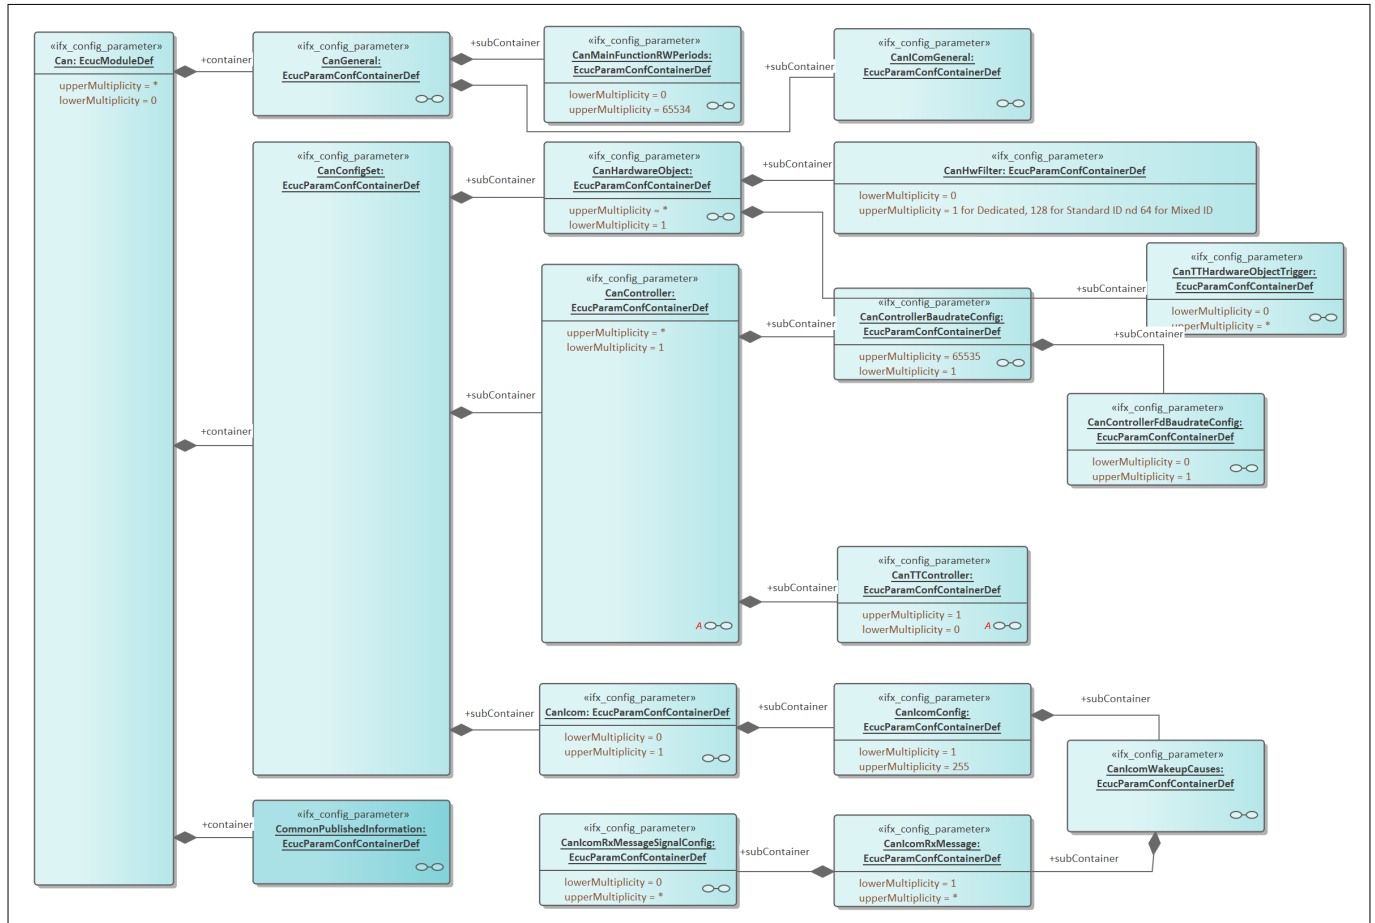 «ifx_config_parameter»
Can: EcucModuleDef
upperMultiplicity = *
lowerMultiplicity = 0
+container
«ifx_config_parameter»
CanGeneral:
EcucParamConfContainerDef
+subContainer
«ifx_config_parameter»
CanMainFunctionRWPeriods:
EcucParamConfContainerDef
lowerMultiplicity = 0
upperMultiplicity = 65534
+subContainer
«ifx_config_parameter»
CanIComGeneral:
EcucParamConfContainerDef
+container
«ifx_config_parameter»
CanConfigSet:
EcucParamConfContainerDef
+subContainer
«ifx_config_parameter»
CanHardwareObject:
EcucParamConfContainerDef
upperMultiplicity = *
lowerMultiplicity = 1
+subContainer
«ifx_config_parameter»
CanHwFilter: EcucParamConfContainerDef
lowerMultiplicity = 0
upperMultiplicity = 1 for Dedicated, 128 for Standard ID nd 64 for Mixed ID
+subContainer
«ifx_config_parameter»
CanTTHardwareObjectTrigger:
EcucParamConfContainerDef
lowerMultiplicity = 0
upperMultiplicity = *
+subContainer
«ifx_config_parameter»
CanController:
EcucParamConfContainerDef
upperMultiplicity = *
lowerMultiplicity = 1
A
+subContainer
«ifx_config_parameter»
CanControllerBaudrateConfig:
EcucParamConfContainerDef
upperMultiplicity = 65535
lowerMultiplicity = 1
+subContainer
«ifx_config_parameter»
CanControllerFdBaudrateConfig:
EcucParamConfContainerDef
lowerMultiplicity = 0
upperMultiplicity = 1
+subContainer
«ifx_config_parameter»
CanTTController:
EcucParamConfContainerDef
upperMultiplicity = 1
lowerMultiplicity = 0
A
+subContainer
«ifx_config_parameter»
CanIcom: EcucParamConfContainerDef
lowerMultiplicity = 0
upperMultiplicity = 1
+subContainer
«ifx_config_parameter»
CanIcomConfig:
EcucParamConfContainerDef
lowerMultiplicity = 1
upperMultiplicity = 255
+subContainer
«ifx_config_parameter»
CanIcomWakeupCauses:
EcucParamConfContainerDef
+container
«ifx_config_parameter»
CommonPublishedInformation:
EcucParamConfContainerDef
«ifx_config_parameter»
CanIcomRxMessageSignalConfig:
EcucParamConfContainerDef
lowerMultiplicity = 0
upperMultiplicity = *
+subContainer
«ifx_config_parameter»
CanIcomRxMessage:
EcucParamConfContainerDef
lowerMultiplicity = 1
upperMultiplicity = *
+subContainer